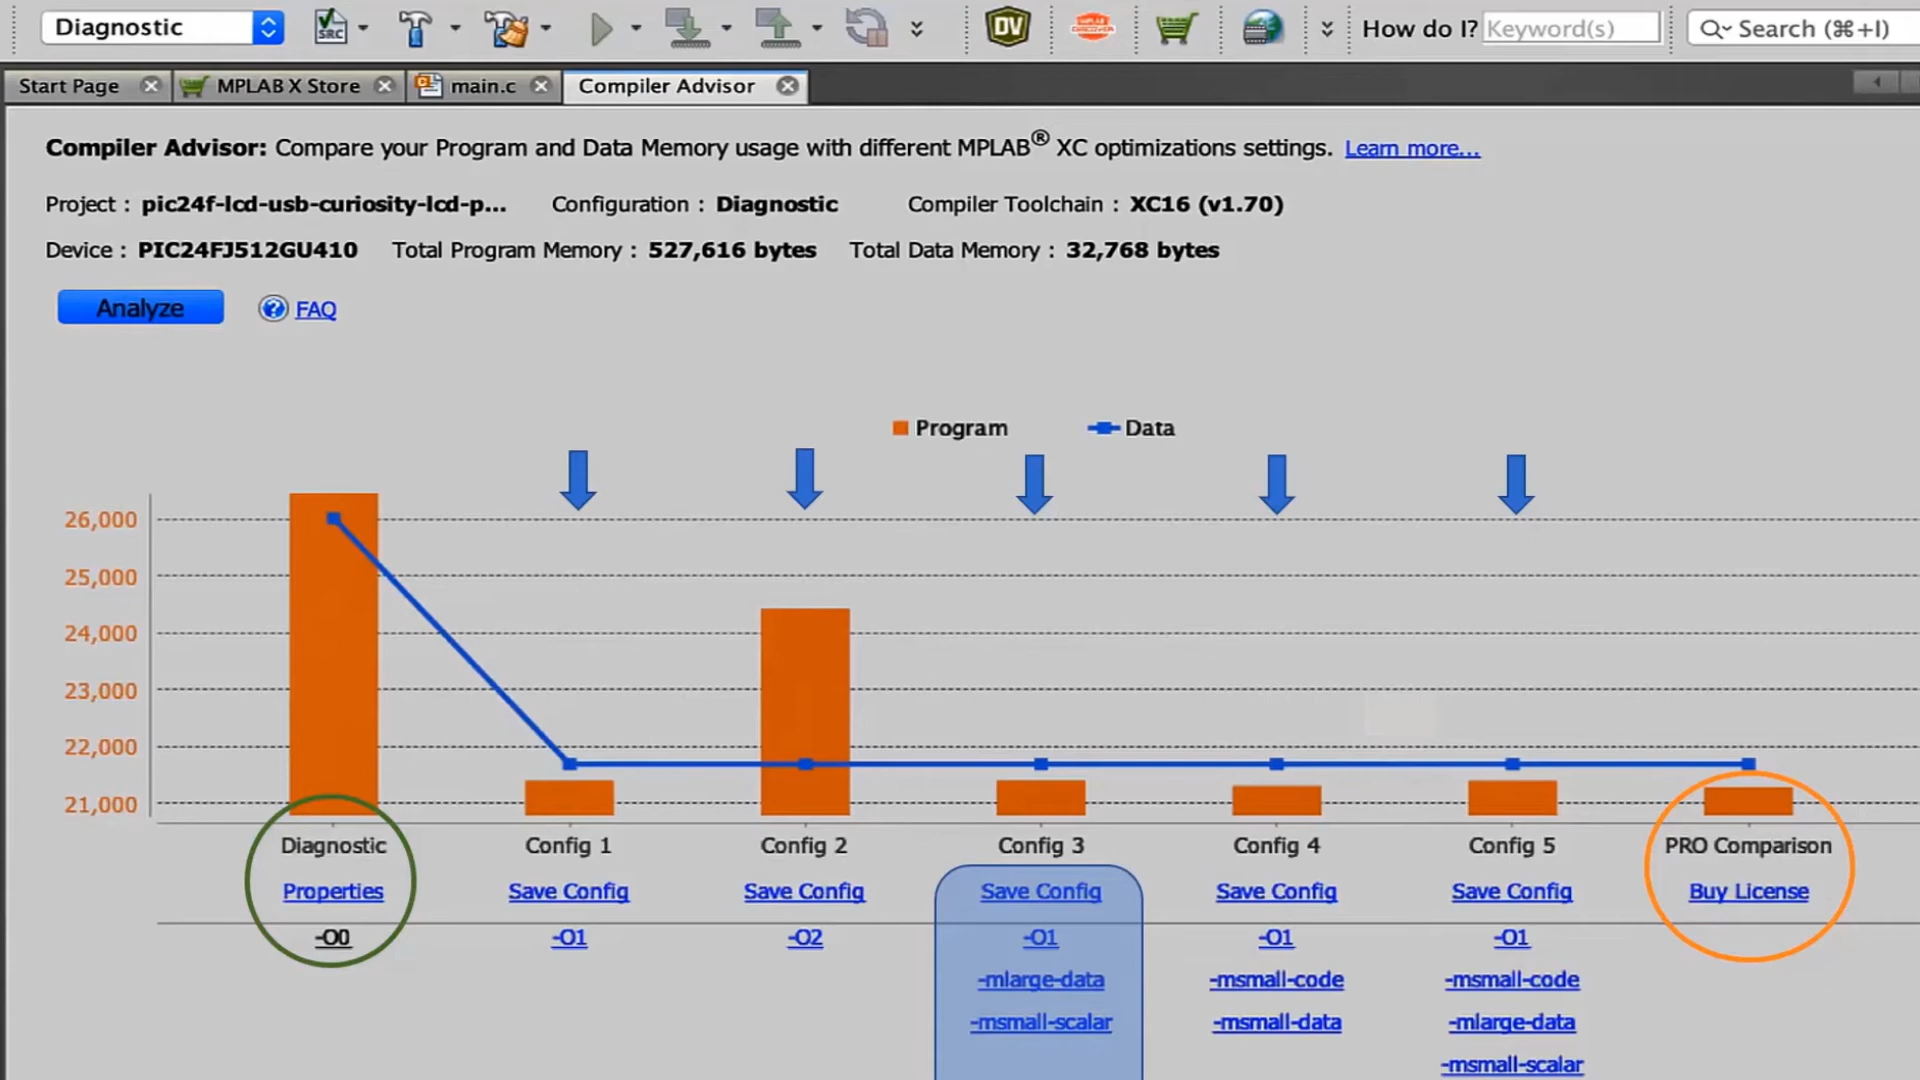 Diagnostic
SRC
DV
MPLAB
DISCOVER
How do I?
Keyword(s)
Search (⌘+I)
Start Page
MPLAB X Store
main.c
Compiler Advisor
Compiler Advisor: Compare your Program and Data Memory usage with different MPLAB® XC optimizations settings. Learn more...
Project : pic24f-lcd-usb-curiosity-lcd-p... Configuration : Diagnostic Compiler Toolchain : XC16 (v1.70)
Device : PIC24FJ512GU410 Total Program Memory : 527,616 bytes Total Data Memory : 32,768 bytes
Analyze
? FAQ
Program Data
26,000
25,000
24,000
23,000
22,000
21,000
Diagnostic Config 1 Config 2 Config 3 Config 4 Config 5 PRO Comparison
Properties Save Config Save Config Save Config Save Config Save Config Buy License
-O0 -O1 -O2 -O1 -O1 -O1
-mlarge-data -msmall-code -msmall-code
-msmall-scalar -msmall-data -mlarge-data
-msmall-scalar